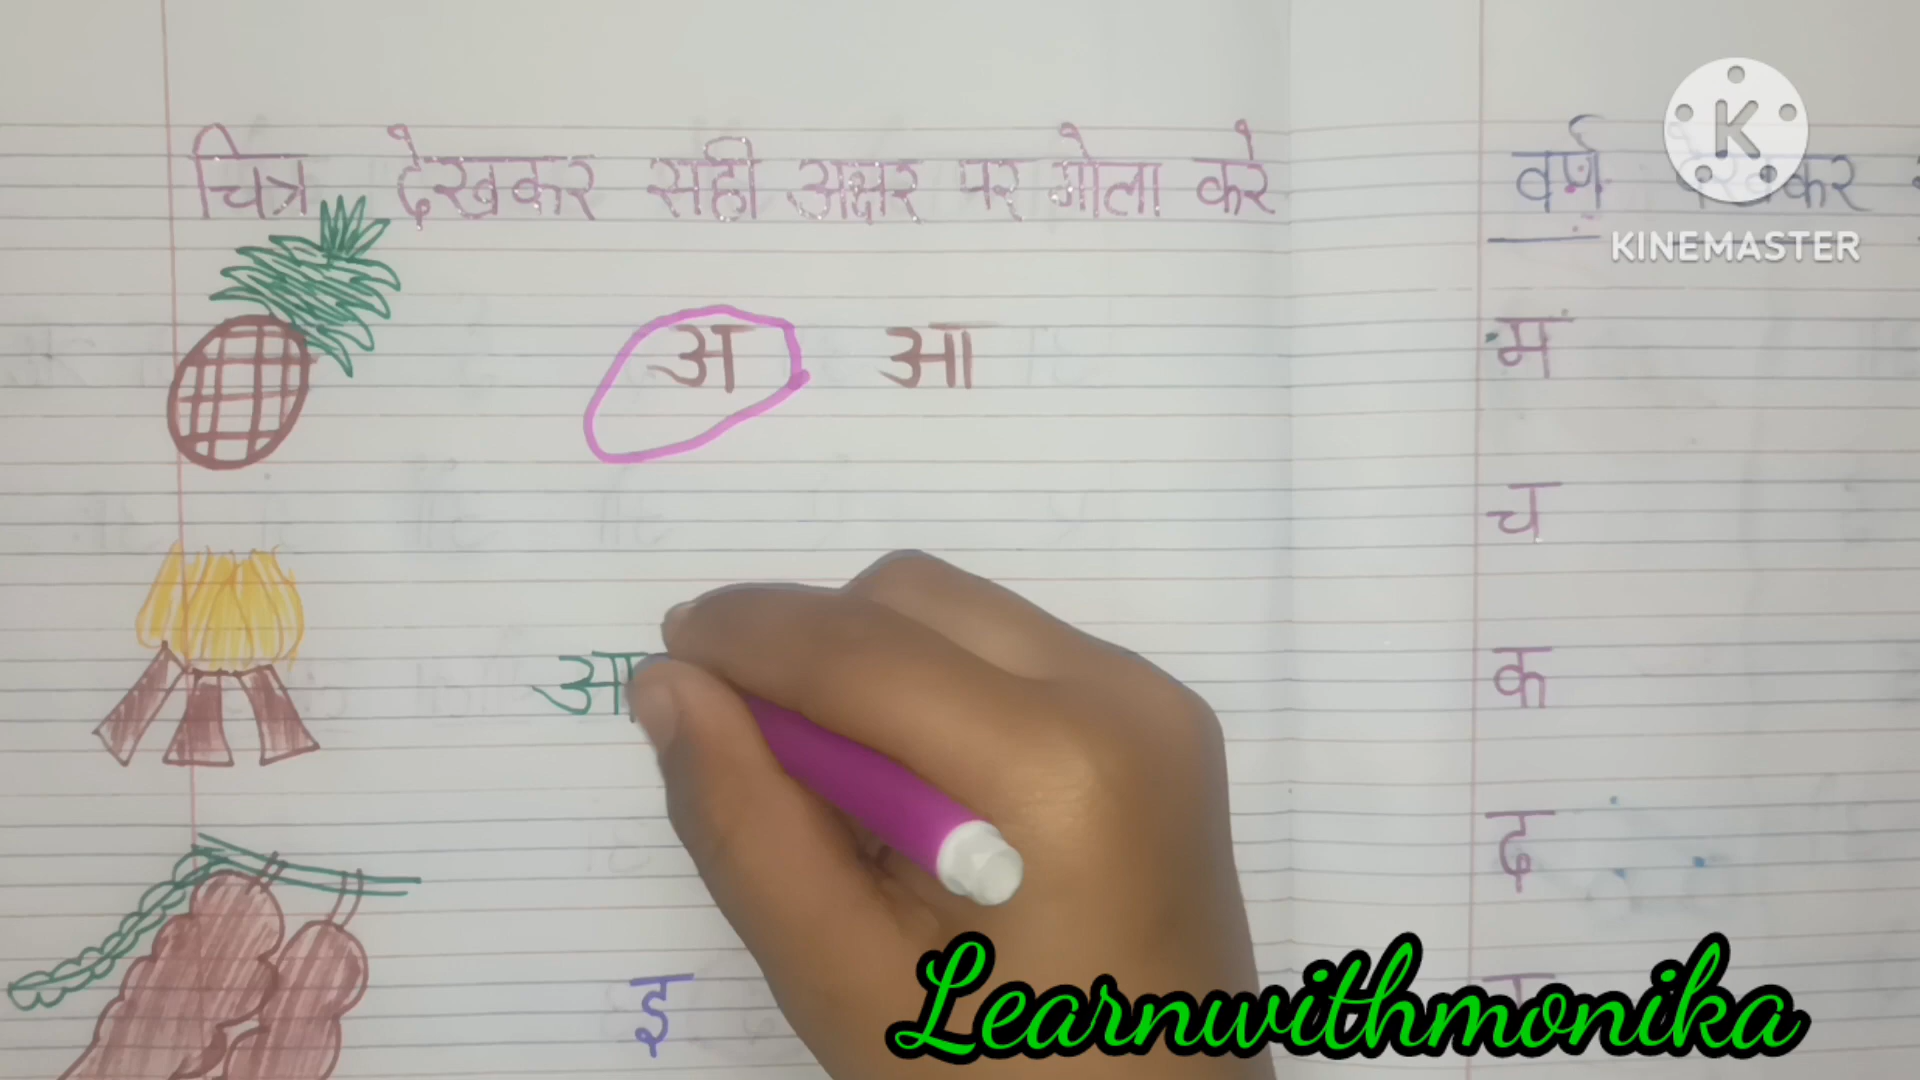 चित्र देखकर सही अक्षर पर गोला करे
अ आ
आ
इ
वर्ण
म
च
क
द
K
KINEMASTER
Learnwithmonika